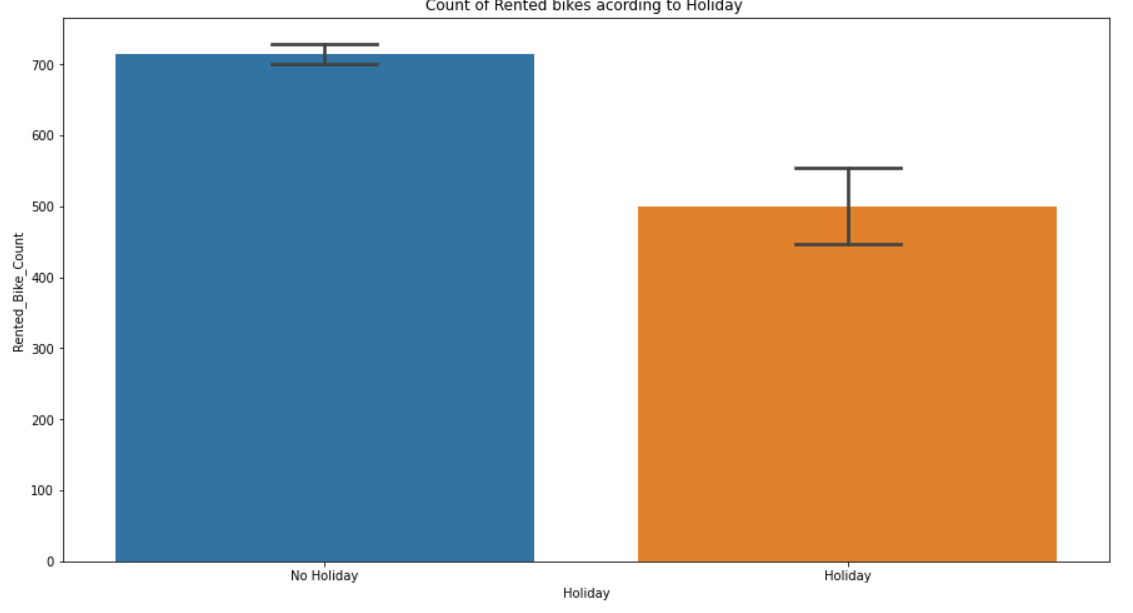 Count of Rented bikes acording to Holiday
Rented_Bike_Count
700
600
500
400
300
200
100
0
No Holiday
Holiday
Holiday